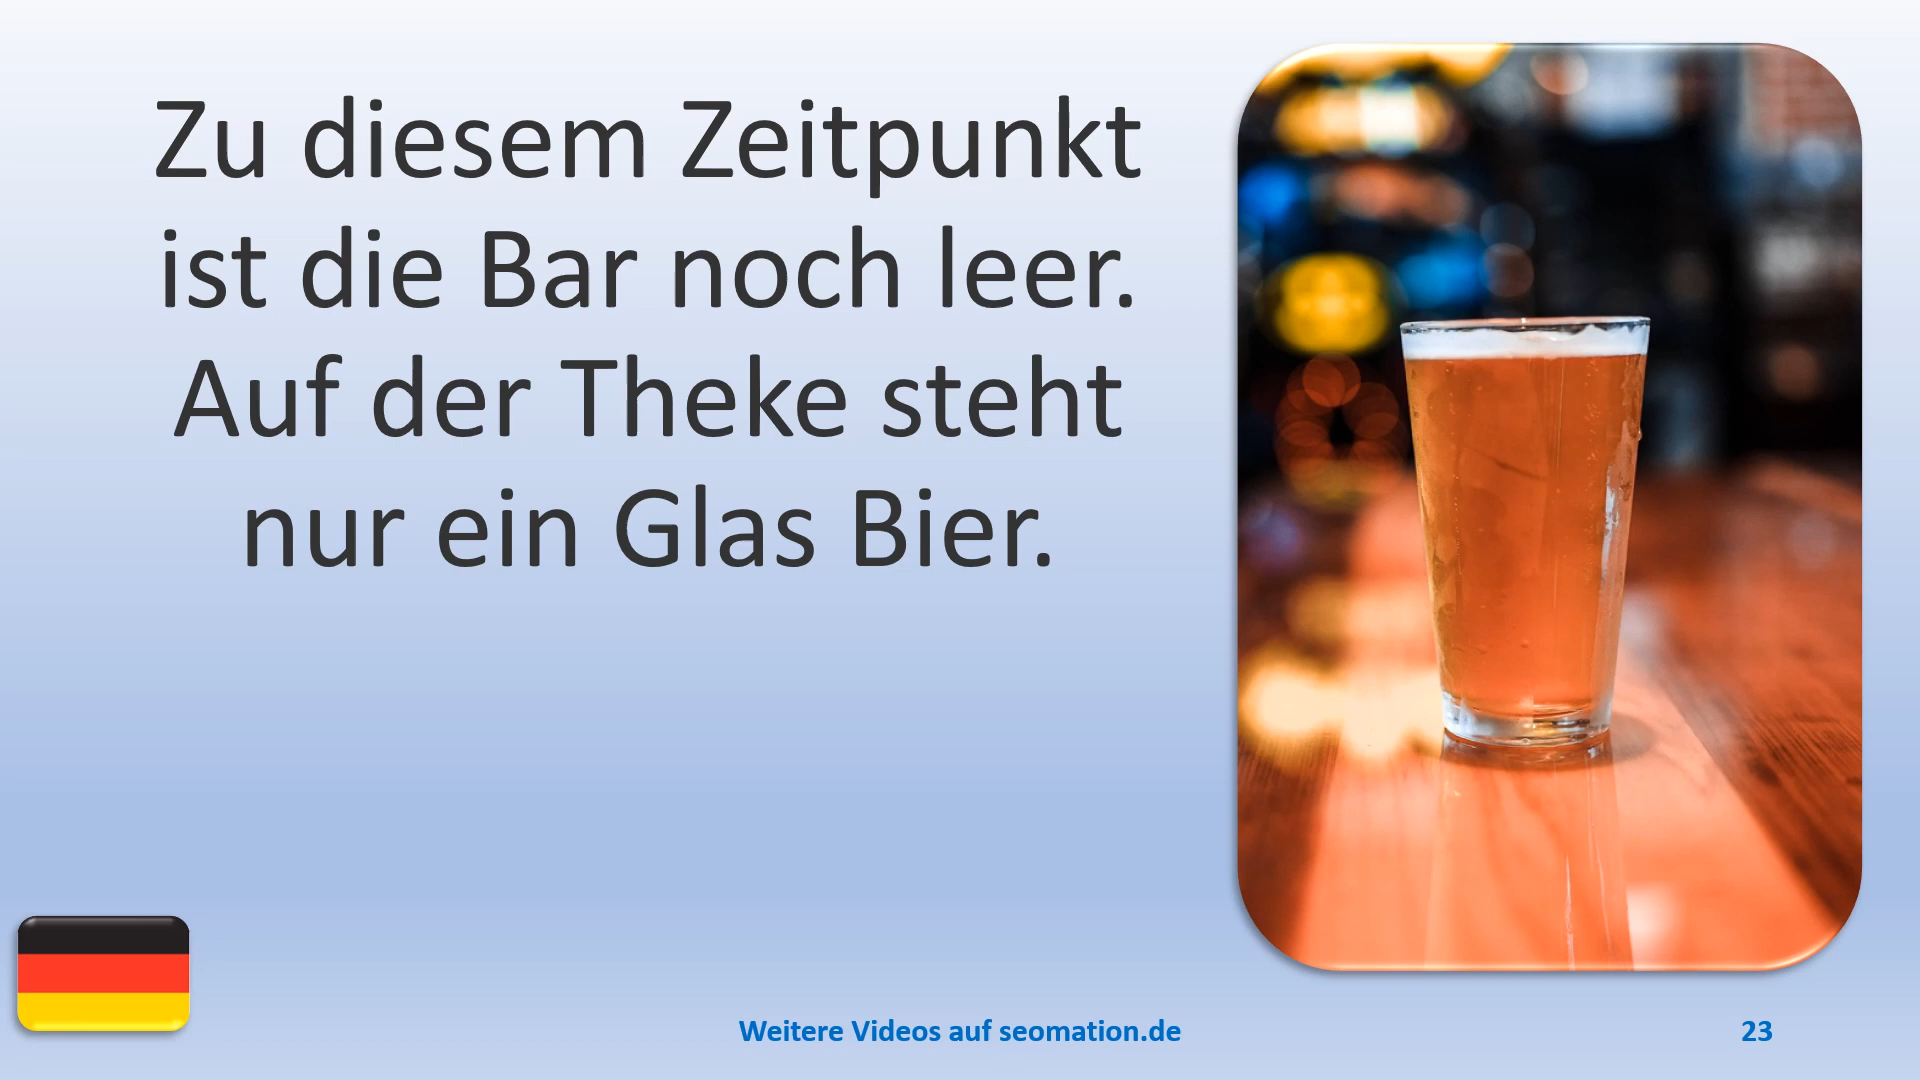 Zu diesem Zeitpunkt
ist die Bar noch leer.
Auf der Theke steht
nur ein Glas Bier.
Weitere Videos auf seomation.de
23